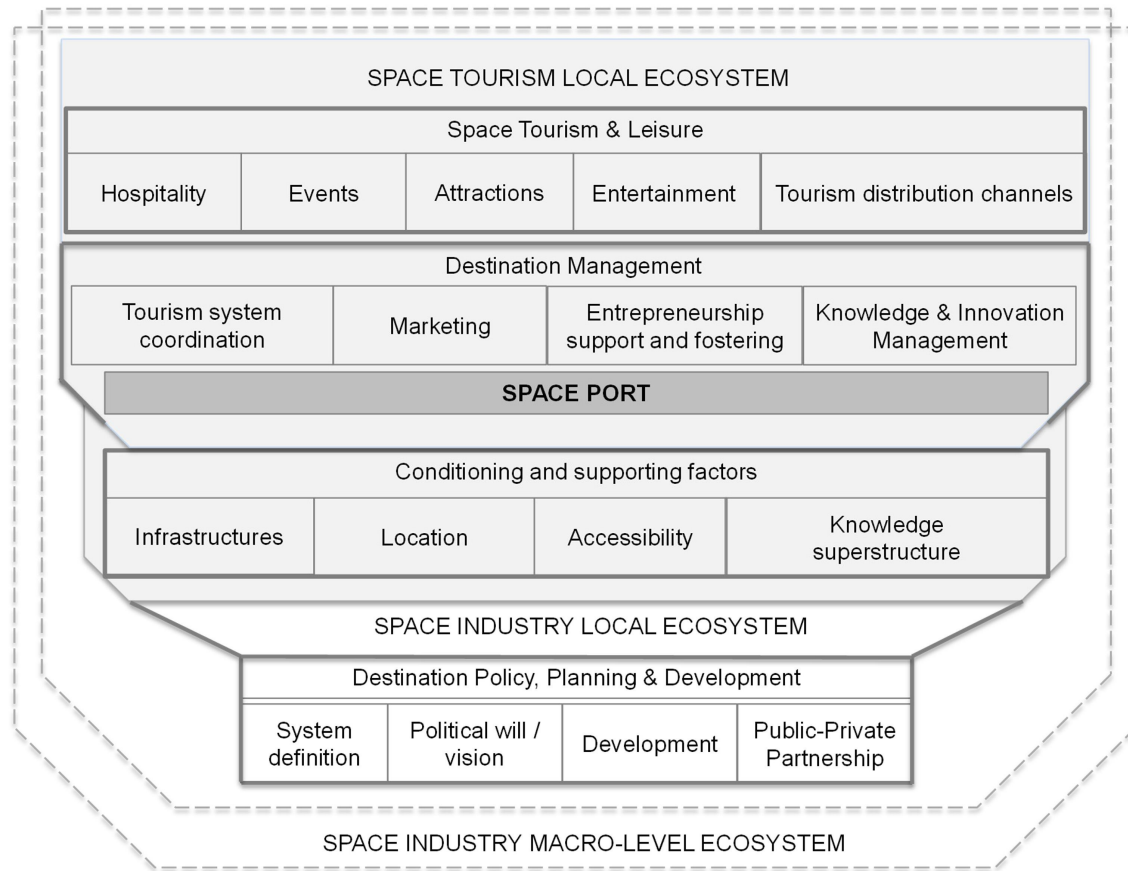 SPACE TOURISM LOCAL ECOSYSTEM
Space Tourism & Leisure
Hospitality
Events
Attractions
Entertainment
Tourism distribution channels
Destination Management
Tourism system
coordination
Marketing
Entrepreneurship
support and fostering
Knowledge & Innovation
Management
SPACE PORT
Conditioning and supporting factors
Infrastructures
Location
Accessibility
Knowledge
superstructure
SPACE INDUSTRY LOCAL ECOSYSTEM
Destination Policy, Planning & Development
System
definition
Political will /
vision
Development
Public-Private
Partnership
SPACE INDUSTRY MACRO-LEVEL ECOSYSTEM